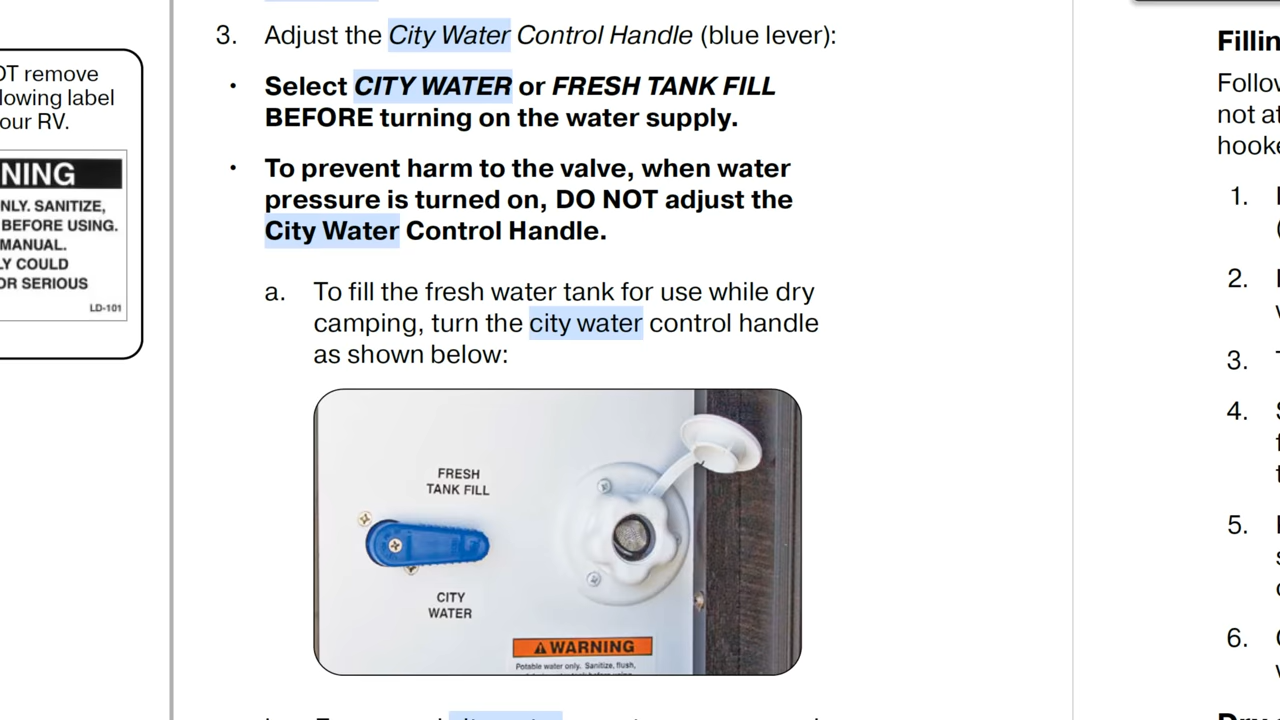 OT remove
lowing label
our RV.
NING
NLY. SANITIZE,
BEFORE USING.
MANUAL.
LY COULD
OR SERIOUS
LD-101
3. Adjust the City Water Control Handle (blue lever):
· Select CITY WATER or FRESH TANK FILL
BEFORE turning on the water supply.
· To prevent harm to the valve, when water
pressure is turned on, DO NOT adjust the
City Water Control Handle.
a. To fill the fresh water tank for use while dry
camping, turn the city water control handle
as shown below:
FRESH
TANK FILL
CITY
WATER
WARNING
Potable water only. Sanitize, flush,
Fillin
Follov
not at
hooke
1.
2.
3.
4.
5.
6.